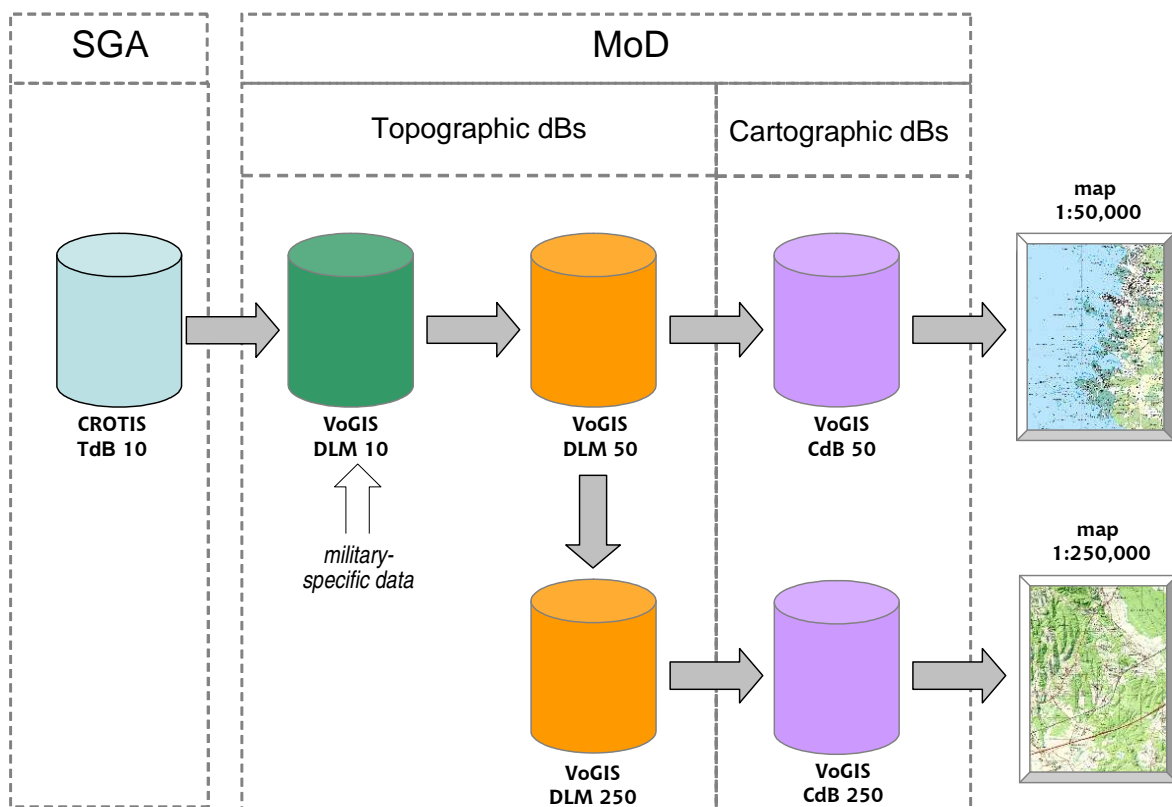 SGA
MoD
Topographic dBs
Cartographic dBs
map
1:50,000
CROTIS
TdB 10
VoGIS
DLM 10
VoGIS
DLM 50
VoGIS
CdB 50
military-
specific data
map
1:250,000
VoGIS
DLM 250
VoGIS
CdB 250